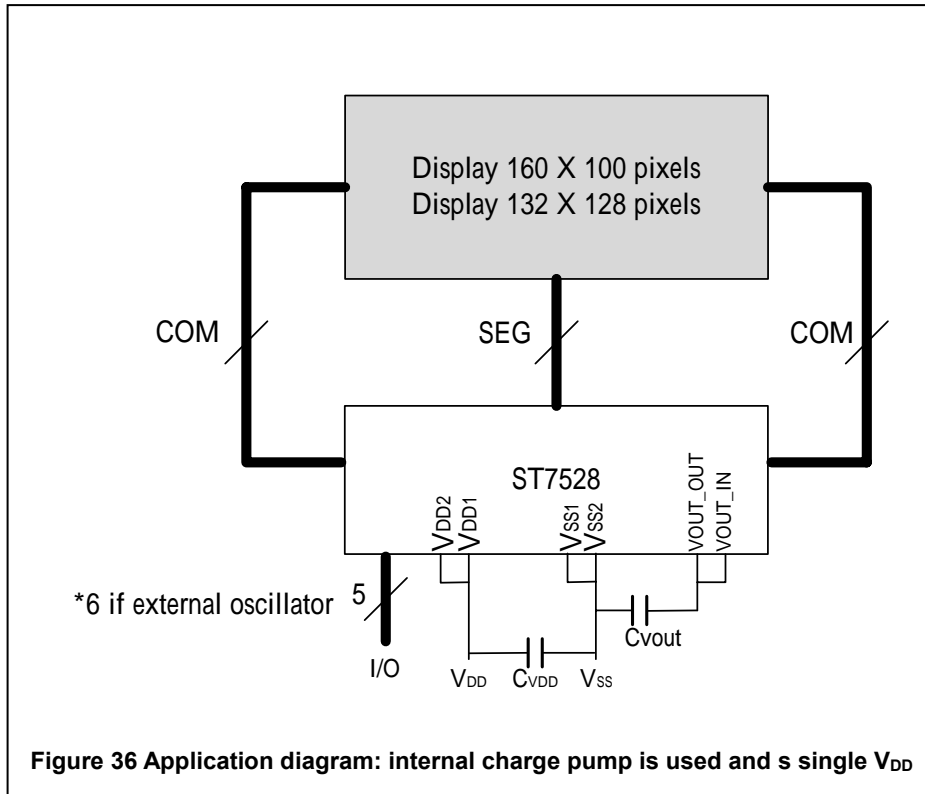 Display 160 X 100 pixels
Display 132 X 128 pixels
COM
SEG
COM
ST7528
VDD2
VDD1
VSS1
VSS2
VOUT_OUT
VOUT_IN
*6 if external oscillator
5
I/O
VDD
CVDD
VSS
Cvout
Figure 36 Application diagram: internal charge pump is used and s single VDD